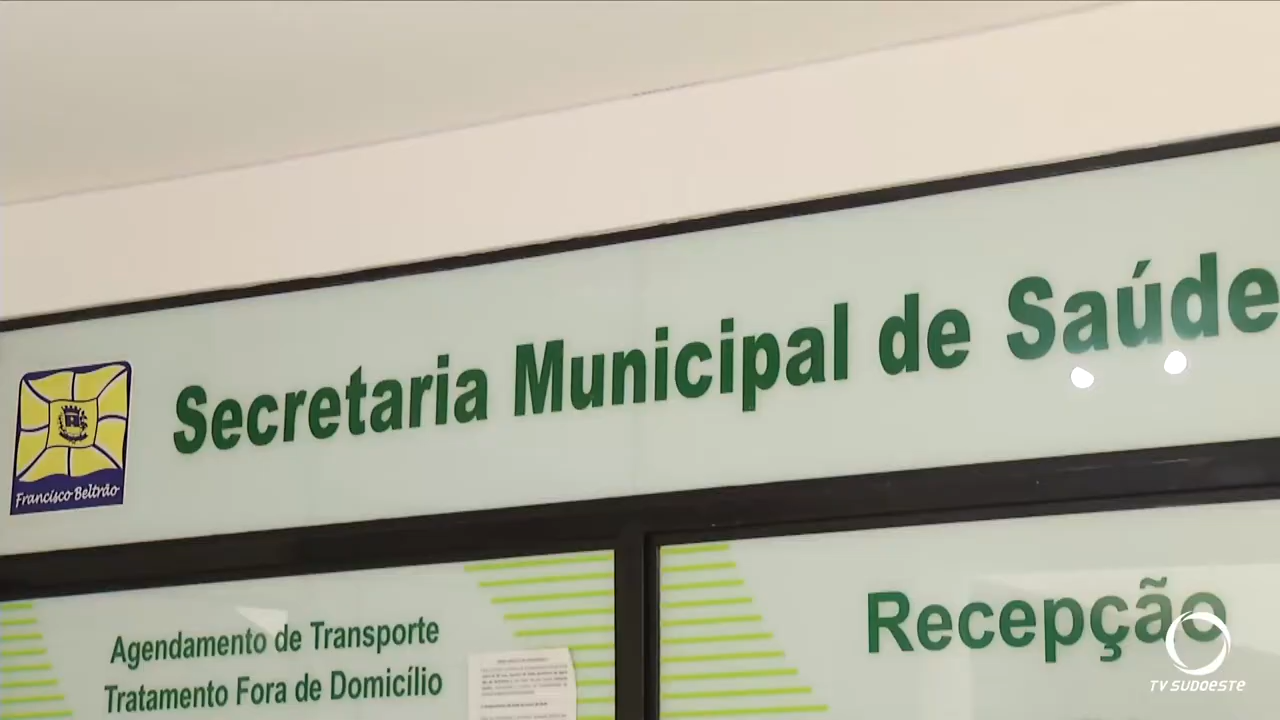 Secretaria Municipal de Saúde
Francisco Beltrão
Agendamento de Transporte
Tratamento Fora de Domicílio
Recepção
TV SUDOESTE